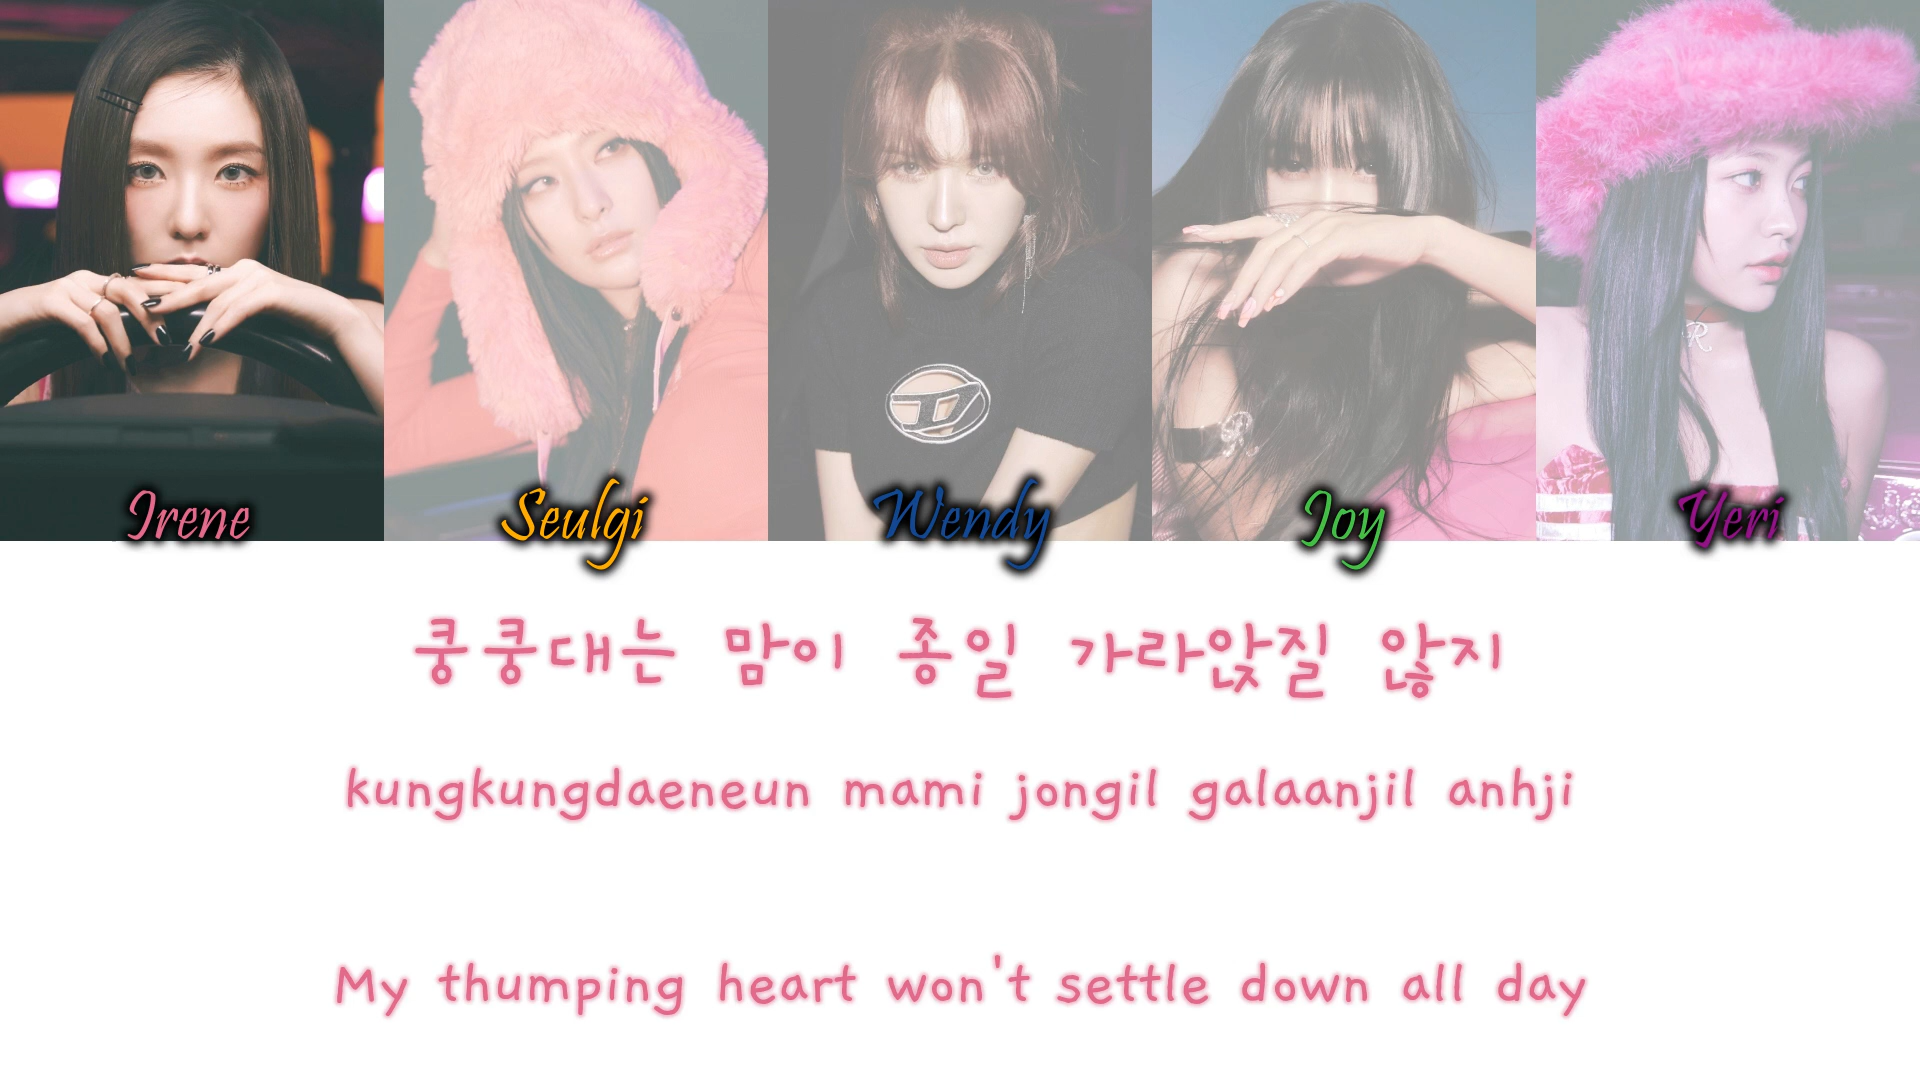 Irene Seulgi Wendy Joy Yeri
쿵쿵대는 맘이 종일 가라앉질 않지
kungkungdaeneun mami jongil galaanjil anhji
My thumping heart won't settle down all day